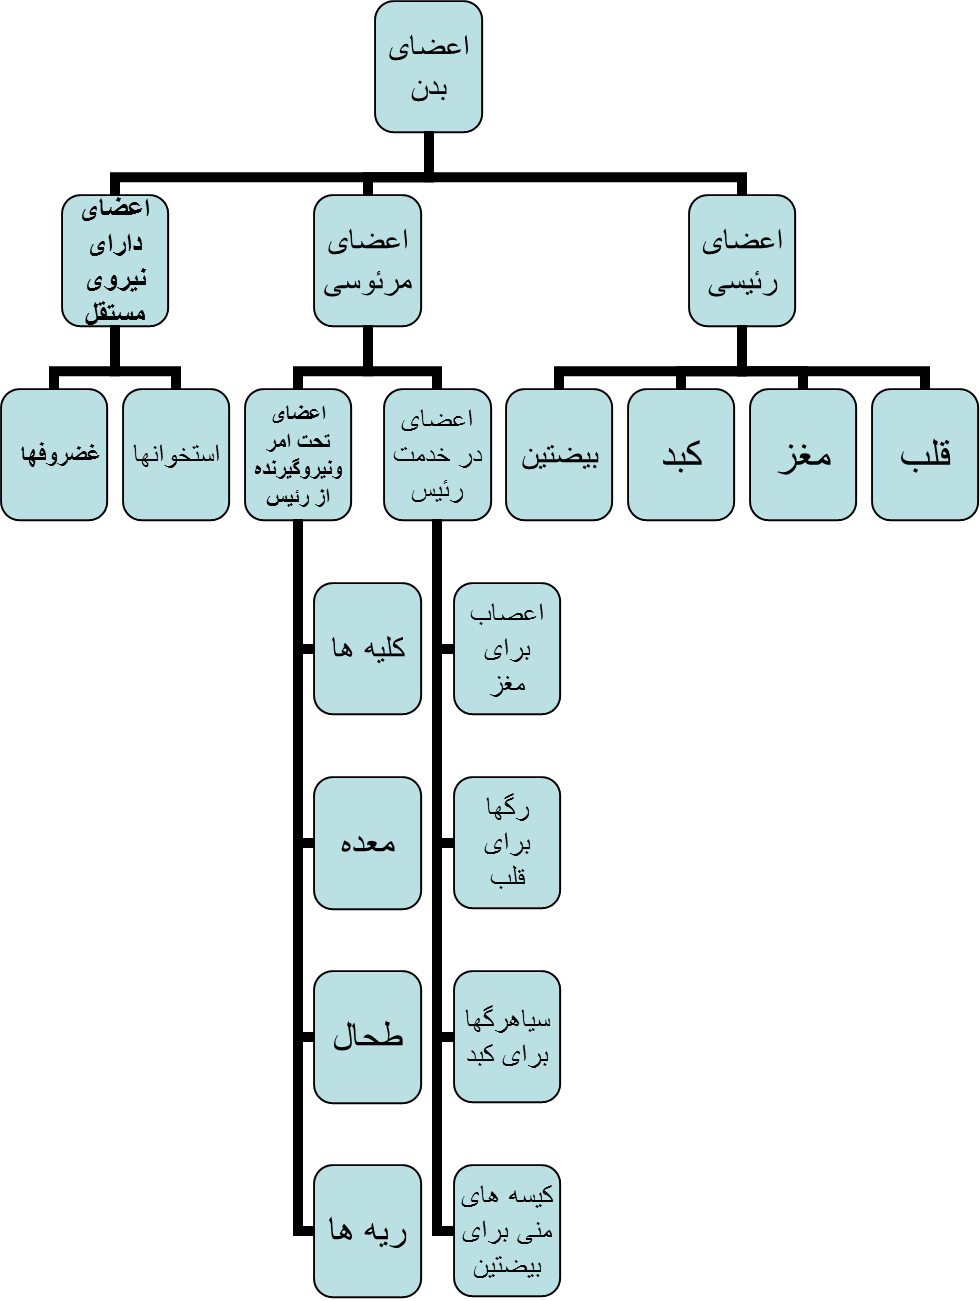 اعضای
بدن
اعضای
رئیسی
اعضای
مرئوسی
اعضای
دارای
نیروی
مستقل
قلب
مغز
کبد
بیضتین
اعضای
در خدمت
رئیس
اعضای
تحت امر
ونیروگیرنده
از رئیس
استخوانها
غضروفها
اعصاب
برای
مغز
کلیه ها
رگها
برای
قلب
معده
سیاهرگها
برای کبد
طحال
کیسه های
منی برای
بیضتین
ریه ها